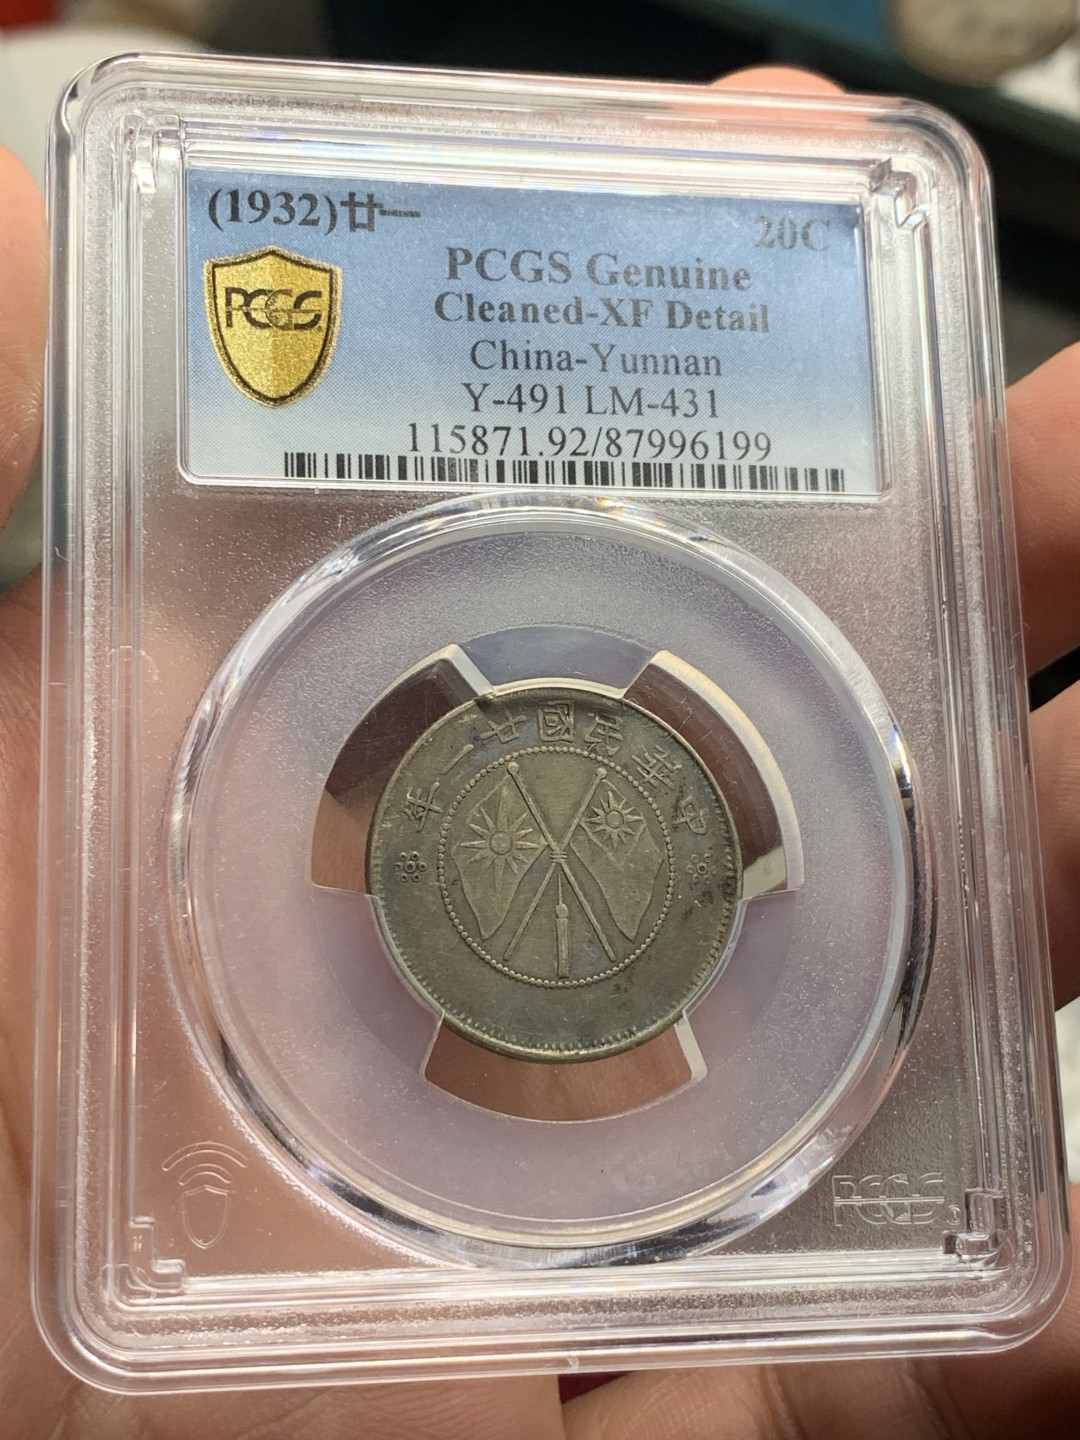 (1932)廿一 20C
PCGS Genuine
Cleaned-XF Detail
China-Yunnan
Y-491 LM-431
115871.92/87996199
PCGS
年一廿國民華中
PCGS